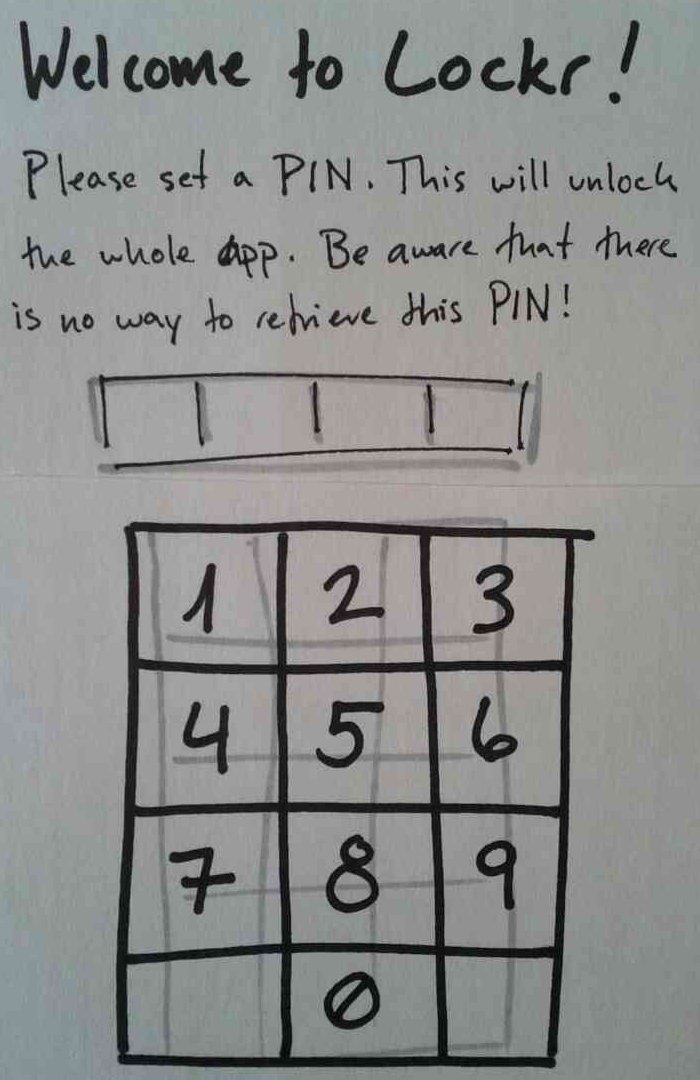 Welcome to Lockr!
Please set a PIN. This will unlock
the whole App. Be aware that there
is no way to retrieve this PIN!
1 2 3
4 5 6
7 8 9
0